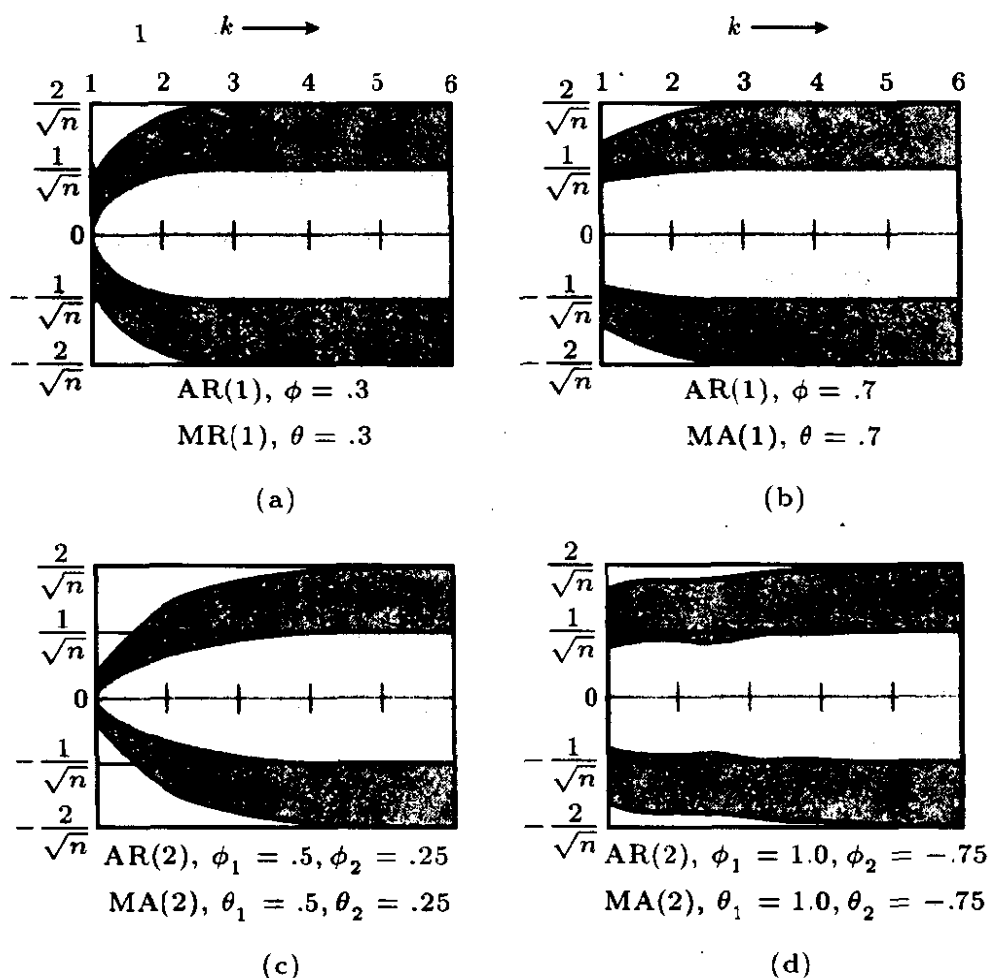 1 k ⟶ k ⟶
1 2 3 4 5 6 1 2 3 4 5 6
2/√n 2/√n
1/√n 1/√n
0 0
−1/√n −1/√n
−2/√n −2/√n
AR(1), ϕ = .3 AR(1), ϕ = .7
MR(1), θ = .3 MA(1), θ = .7
(a) (b)
2/√n 2/√n
1/√n 1/√n
0 0
−1/√n −1/√n
−2/√n −2/√n
AR(2), ϕ₁ = .5, ϕ₂ = .25 AR(2), ϕ₁ = 1.0, ϕ₂ = −.75
MA(2), θ₁ = .5, θ₂ = .25 MA(2), θ₁ = 1.0, θ₂ = −.75
(c) (d)